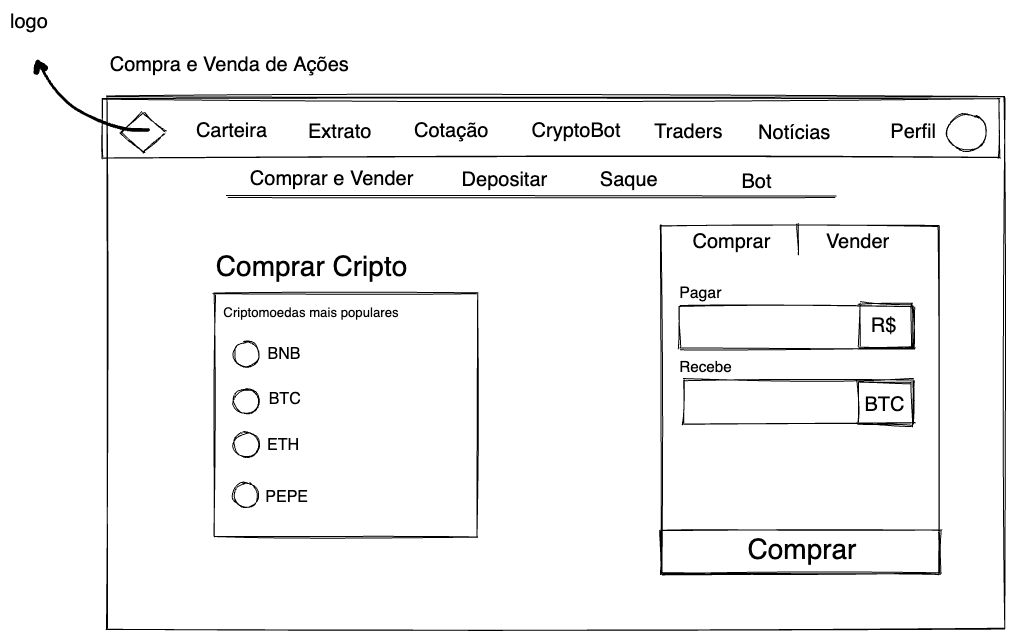 logo
Compra e Venda de Ações
Carteira Extrato Cotação CryptoBot Traders Notícias Perfil
Comprar e Vender Depositar Saque Bot
Comprar Vender
Comprar Cripto
Criptomoedas mais populares
BNB
BTC
ETH
PEPE
Pagar
R$
Recebe
BTC
Comprar